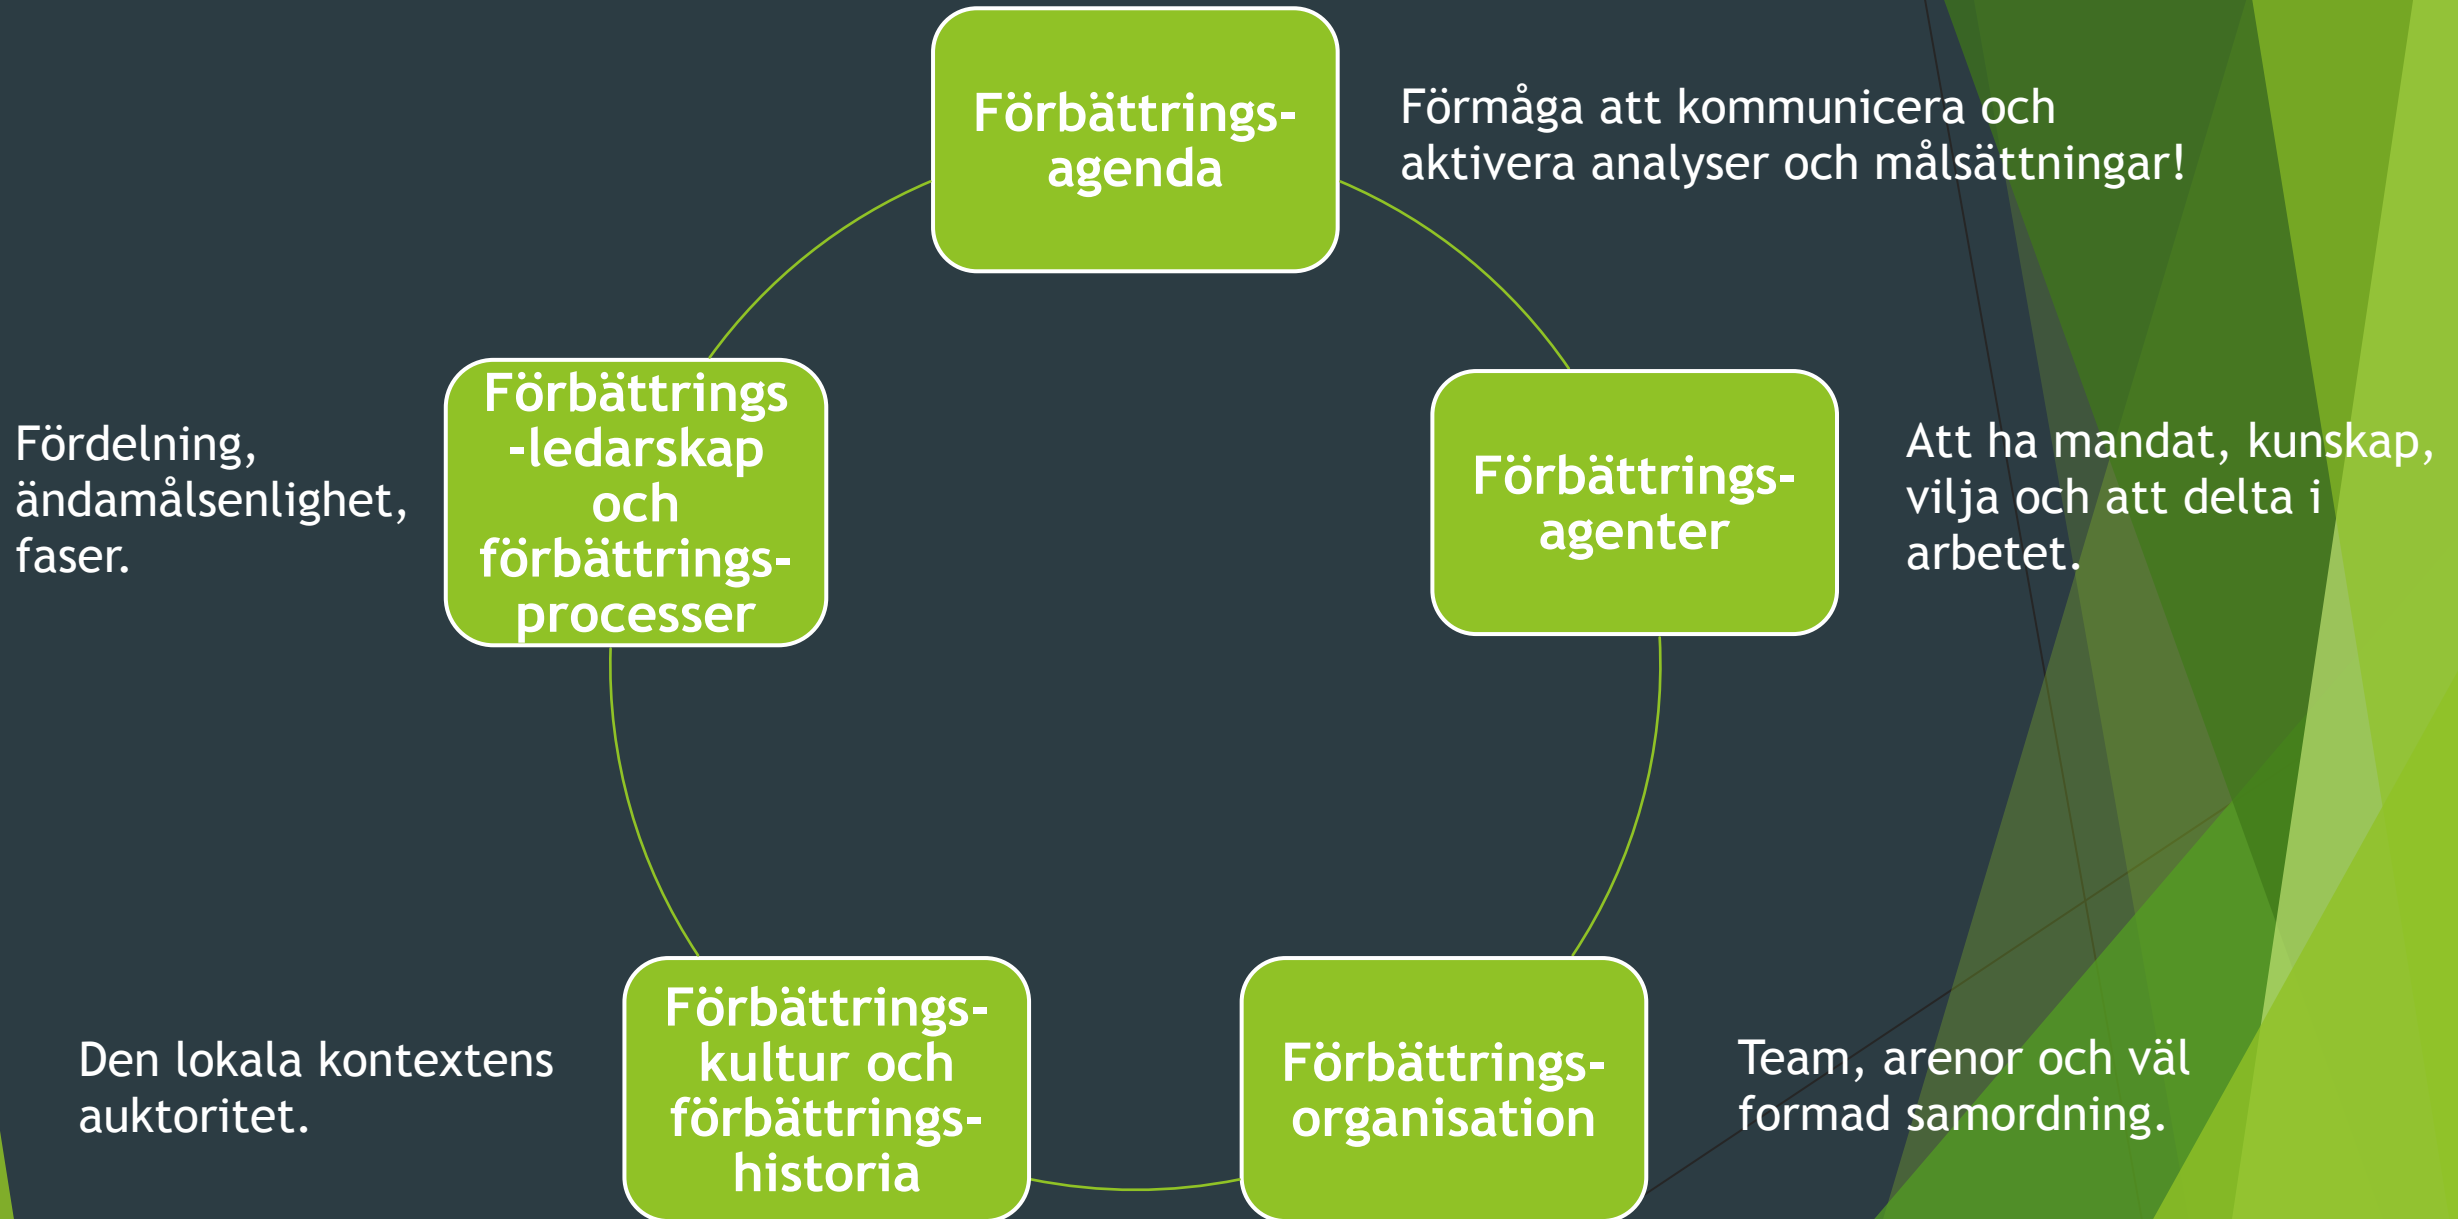 Förbättrings-
agenda
Förmåga att kommunicera och
aktivera analyser och målsättningar!
Förbättrings-
agenter
Att ha mandat, kunskap,
vilja och att delta i
arbetet.
Förbättrings-
organisation
Team, arenor och väl
formad samordning.
Förbättrings-
kultur och
förbättrings-
historia
Den lokala kontextens
auktoritet.
Förbättrings
-ledarskap
och
förbättrings-
processer
Fördelning,
ändamålsenlighet,
faser.